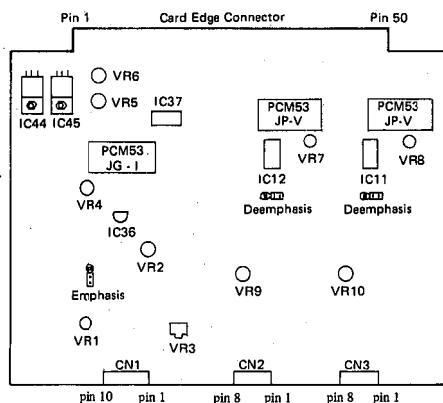 Pin 1 Card Edge Connector Pin 50
VR6
VR5
IC37
IC44 IC45
PCM53
JP-V
PCM53
JP-V
VR7
VR8
PCM53
JG-I
IC12
IC11
VR4
Deemphasis
Deemphasis
IC36
VR2
Emphasis
VR9
VR10
VR1
VR3
CN1
CN2
CN3
pin 10 pin 1 pin 8 pin 1 pin 8 pin 1